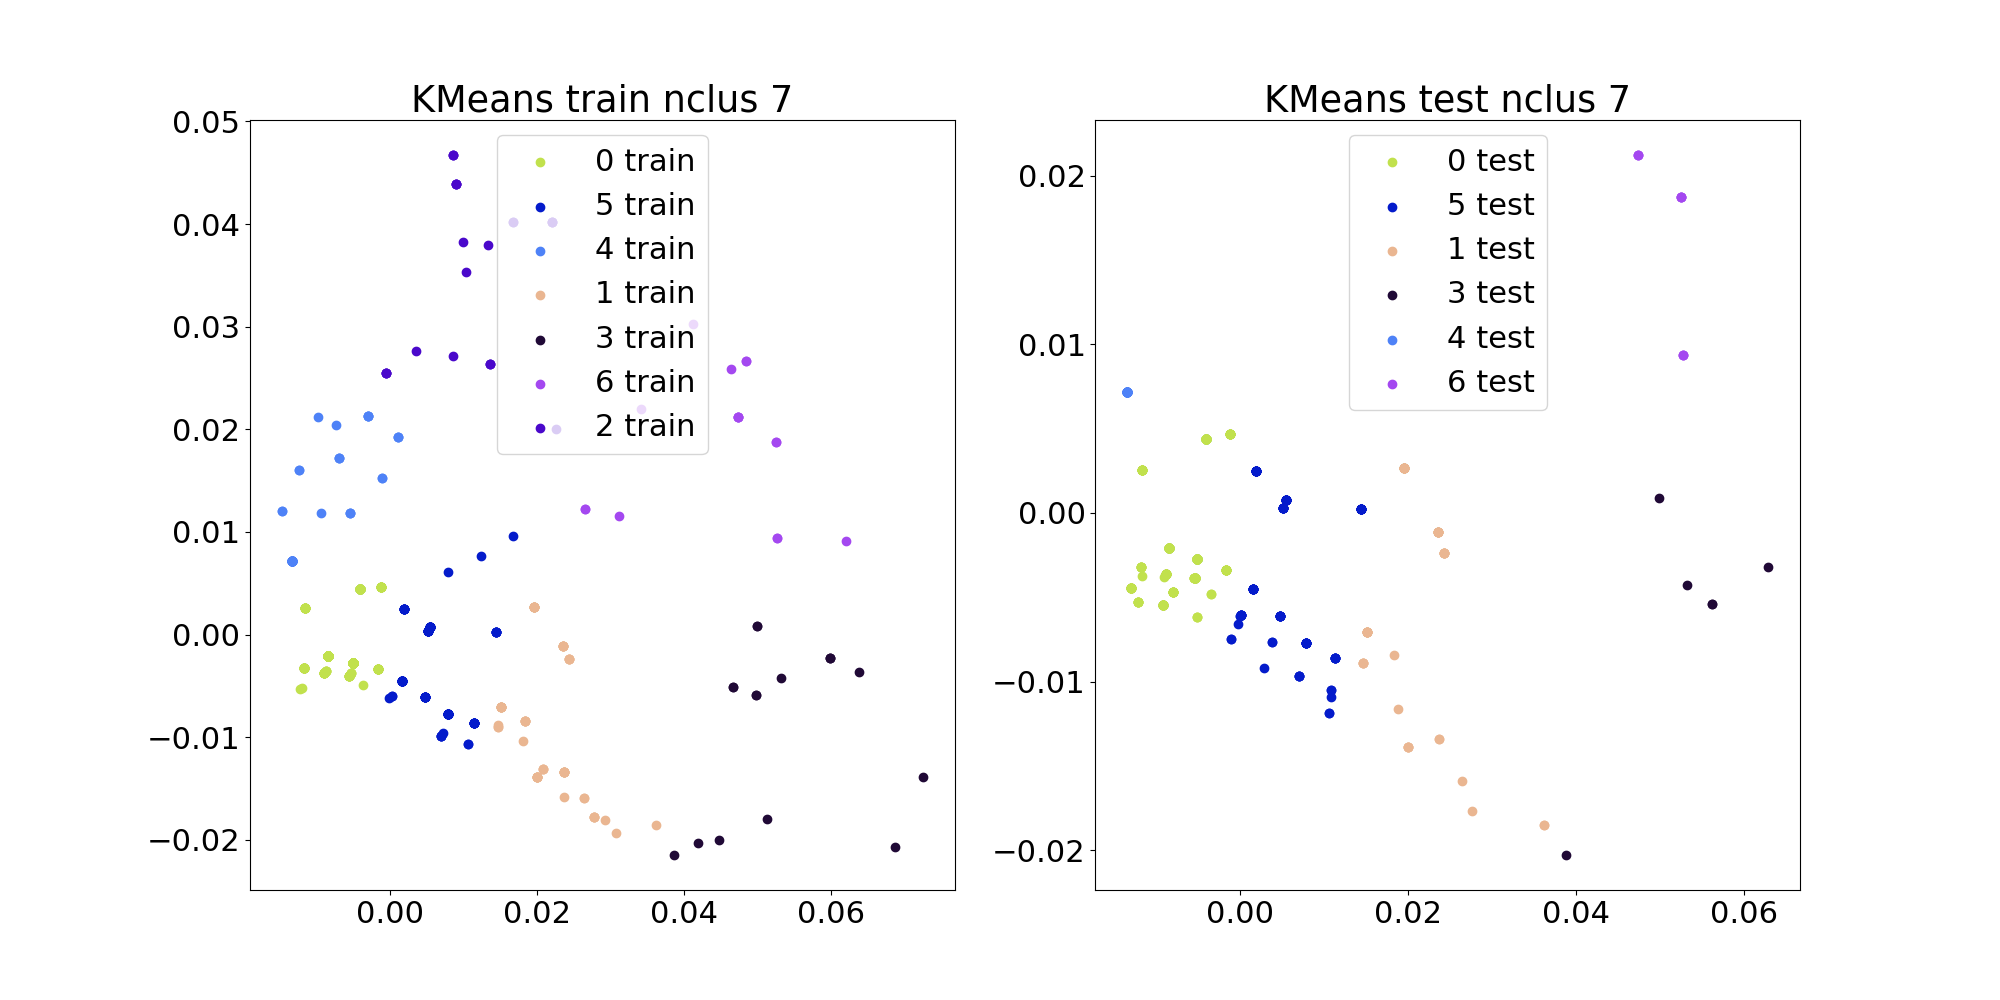 KMeans train nclus 7
0.05
0.04
0.03
0.02
0.01
0.00
−0.01
−0.02
0.00 0.02 0.04 0.06
0 train
5 train
4 train
1 train
3 train
6 train
2 train
KMeans test nclus 7
0.02
0.01
0.00
−0.01
−0.02
0.00 0.02 0.04 0.06
0 test
5 test
1 test
3 test
4 test
6 test